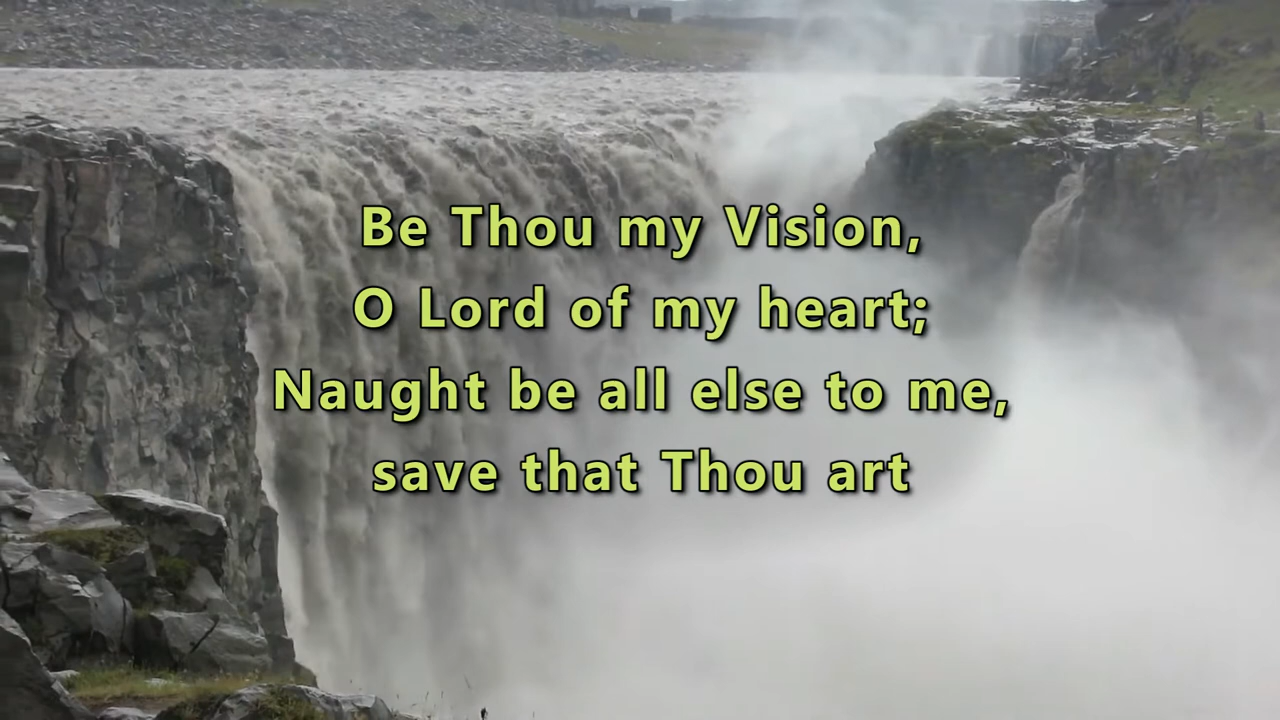 Be Thou my Vision,
O Lord of my heart;
Naught be all else to me,
save that Thou art